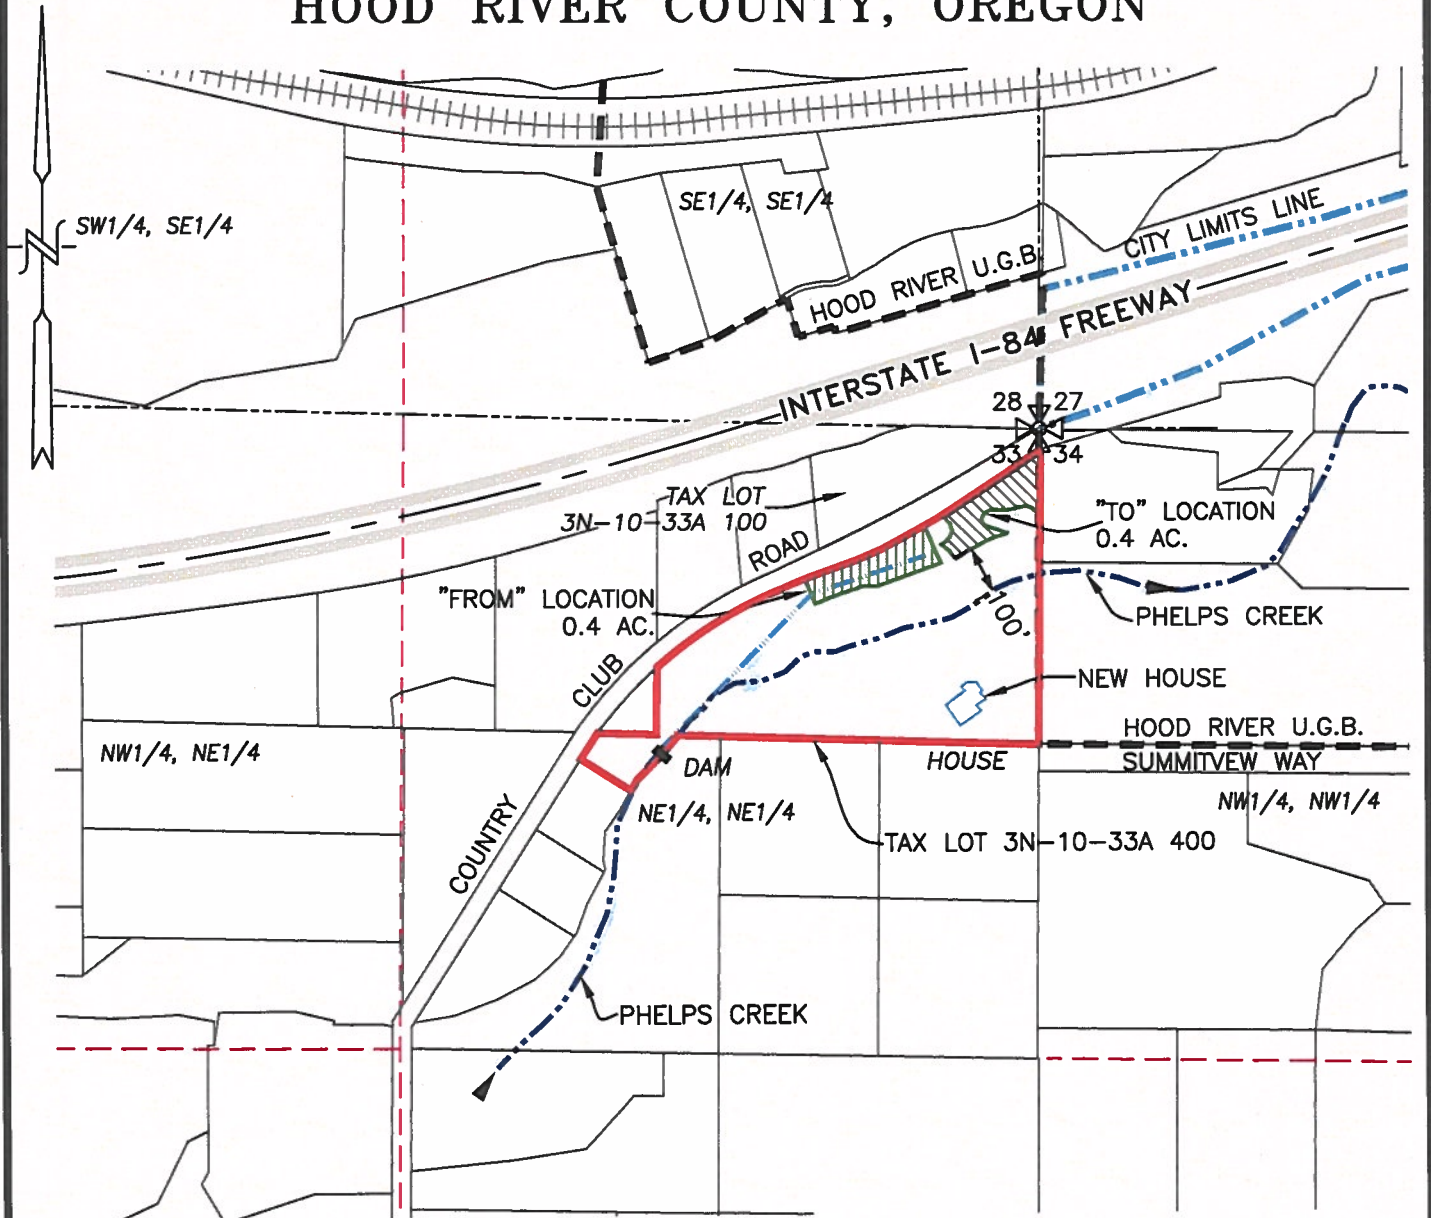 HOOD RIVER COUNTY, OREGON
SW1/4, SE1/4
SE1/4, SE1/4
CITY LIMITS LINE
HOOD RIVER U.G.B.
INTERSTATE I-84 FREEWAY
28 27
33 34
TAX LOT
3N-10-33A 100
"TO" LOCATION
0.4 AC.
ROAD
"FROM" LOCATION
0.4 AC.
100'
PHELPS CREEK
CLUB
NEW HOUSE
HOOD RIVER U.G.B.
NW1/4, NE1/4
DAM
HOUSE
SUMMITVEW WAY
NE1/4, NE1/4
NW1/4, NW1/4
COUNTRY
TAX LOT 3N-10-33A 400
PHELPS CREEK
N